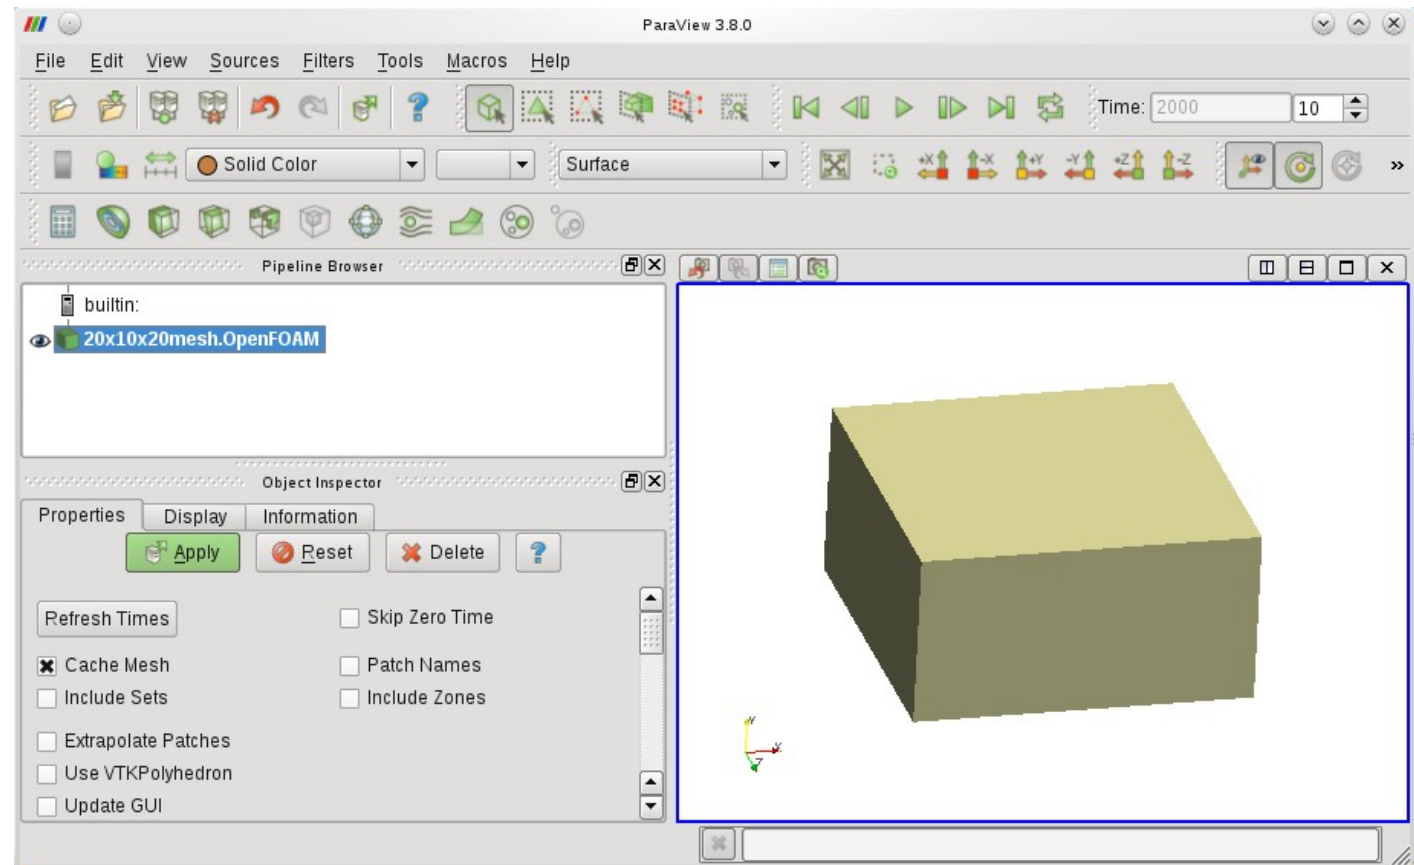 ParaView 3.8.0
File Edit View Sources Filters Tools Macros Help
Time: 2000 10
Solid Color Surface +X -X +Y -Y +Z -Z »
Pipeline Browser
builtin:
20x10x20mesh.OpenFOAM
Object Inspector
Properties Display Information
Apply Reset Delete ?
Refresh Times Skip Zero Time
Cache Mesh Patch Names
Include Sets Include Zones
Extrapolate Patches
Use VTKPolyhedron
Update GUI
Y
X
Z